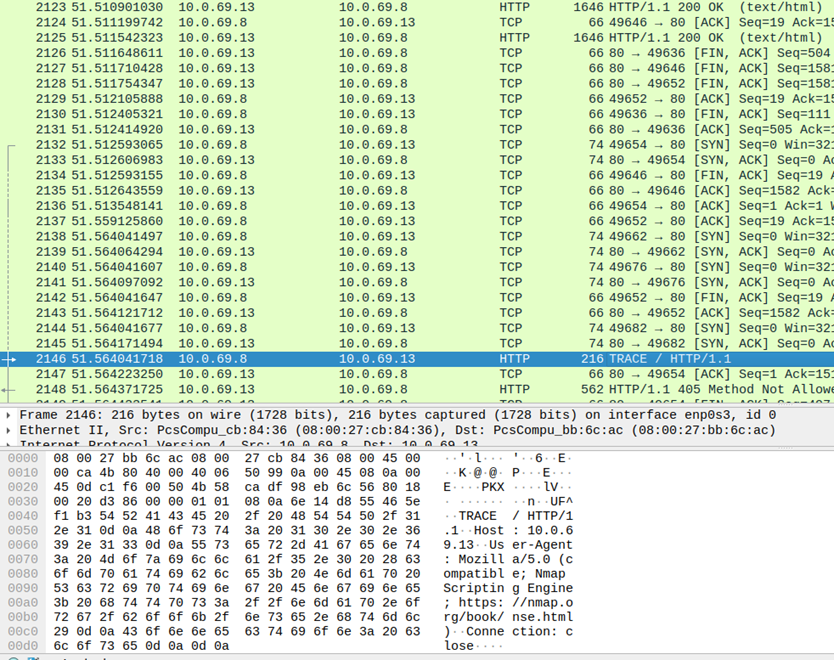 2123 51.510901030 10.0.69.13 10.0.69.8 HTTP 1646 HTTP/1.1 200 OK (text/html)
2124 51.511199742 10.0.69.8 10.0.69.13 TCP 66 49646 → 80 [ACK] Seq=19 Ack=15
2125 51.511542323 10.0.69.13 10.0.69.8 HTTP 1646 HTTP/1.1 200 OK (text/html)
2126 51.511648611 10.0.69.13 10.0.69.8 TCP 66 80 → 49636 [FIN, ACK] Seq=504
2127 51.511710428 10.0.69.13 10.0.69.8 TCP 66 80 → 49646 [FIN, ACK] Seq=1581
2128 51.511754347 10.0.69.13 10.0.69.8 TCP 66 80 → 49652 [FIN, ACK] Seq=1581
2129 51.512105888 10.0.69.8 10.0.69.13 TCP 66 49652 → 80 [ACK] Seq=19 Ack=15
2130 51.512405321 10.0.69.8 10.0.69.13 TCP 66 49636 → 80 [FIN, ACK] Seq=111
2131 51.512414920 10.0.69.13 10.0.69.8 TCP 66 80 → 49636 [ACK] Seq=505 Ack=1
2132 51.512593065 10.0.69.8 10.0.69.13 TCP 74 49654 → 80 [SYN] Seq=0 Win=321
2133 51.512606983 10.0.69.13 10.0.69.8 TCP 74 80 → 49654 [SYN, ACK] Seq=0 Ac
2134 51.512593155 10.0.69.8 10.0.69.13 TCP 66 49646 → 80 [FIN, ACK] Seq=19 A
2135 51.512643559 10.0.69.13 10.0.69.8 TCP 66 80 → 49646 [ACK] Seq=1582 Ack=
2136 51.513548141 10.0.69.8 10.0.69.13 TCP 66 49654 → 80 [ACK] Seq=1 Ack=1 W
2137 51.559125860 10.0.69.8 10.0.69.13 TCP 66 49652 → 80 [ACK] Seq=19 Ack=15
2138 51.564041497 10.0.69.8 10.0.69.13 TCP 74 49662 → 80 [SYN] Seq=0 Win=321
2139 51.564064294 10.0.69.13 10.0.69.8 TCP 74 80 → 49662 [SYN, ACK] Seq=0 Ac
2140 51.564041607 10.0.69.8 10.0.69.13 TCP 74 49676 → 80 [SYN] Seq=0 Win=321
2141 51.564097092 10.0.69.13 10.0.69.8 TCP 74 80 → 49676 [SYN, ACK] Seq=0 Ac
2142 51.564041647 10.0.69.8 10.0.69.13 TCP 66 49652 → 80 [FIN, ACK] Seq=19 A
2143 51.564121712 10.0.69.13 10.0.69.8 TCP 66 80 → 49652 [ACK] Seq=1582 Ack=
2144 51.564041677 10.0.69.8 10.0.69.13 TCP 74 49682 → 80 [SYN] Seq=0 Win=321
2145 51.564171494 10.0.69.13 10.0.69.8 TCP 74 80 → 49682 [SYN, ACK] Seq=0 Ac
2146 51.564041718 10.0.69.8 10.0.69.13 HTTP 216 TRACE / HTTP/1.1
2147 51.564223250 10.0.69.13 10.0.69.8 TCP 66 80 → 49654 [ACK] Seq=1 Ack=151
2148 51.564371725 10.0.69.13 10.0.69.8 HTTP 562 HTTP/1.1 405 Method Not Allowe
Frame 2146: 216 bytes on wire (1728 bits), 216 bytes captured (1728 bits) on interface enp0s3, id 0
Ethernet II, Src: PcsCompu_cb:84:36 (08:00:27:cb:84:36), Dst: PcsCompu_bb:6c:ac (08:00:27:bb:6c:ac)
Internet Protocol Version 4, Src: 10.0.69.8, Dst: 10.0.69.13
0000 08 00 27 bb 6c ac 08 00 27 cb 84 36 08 00 45 00 ··'·l··· '··6··E·
0010 00 ca 4b 80 40 00 40 06 50 99 0a 00 45 08 0a 00 ··K·@·@· P···E···
0020 45 0d c1 f6 00 50 4b 58 ca df 98 eb 6c 56 80 18 E····PKX ····lV··
0030 00 20 d3 86 00 00 01 01 08 0a 6e 14 d8 55 46 5e · ······ ··n··UF^
0040 f1 b3 54 52 41 43 45 20 2f 20 48 54 54 50 2f 31 ··TRACE / HTTP/1
0050 2e 31 0d 0a 48 6f 73 74 3a 20 31 30 2e 30 2e 36 .1··Host : 10.0.6
0060 39 2e 31 33 0d 0a 55 73 65 72 2d 41 67 65 6e 74 9.13··Us er-Agent
0070 3a 20 4d 6f 7a 69 6c 6c 61 2f 35 2e 30 20 28 63 : Mozill a/5.0 (c
0080 6f 6d 70 61 74 69 62 6c 65 3b 20 4e 6d 61 70 20 ompatibl e; Nmap
0090 53 63 72 69 70 74 69 6e 67 20 45 6e 67 69 6e 65 Scriptin g Engine
00a0 3b 20 68 74 74 70 73 3a 2f 2f 6e 6d 61 70 2e 6f ; https: //nmap.o
00b0 72 67 2f 62 6f 6f 6b 2f 6e 73 65 2e 68 74 6d 6c rg/book/ nse.html
00c0 29 0d 0a 43 6f 6e 6e 65 63 74 69 6f 6e 3a 20 63 )··Conne ction: c
00d0 6c 6f 73 65 0d 0a 0d 0a lose····